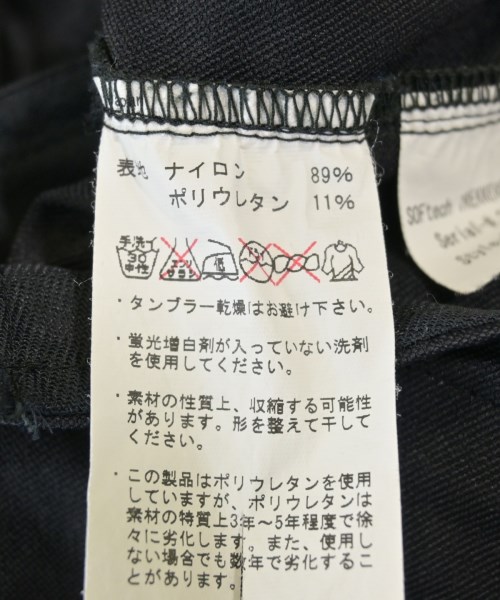 表地 ナイロン 89%
ポリウレタン 11%
手洗イ
30
中性
エンソ
サラシ
低
・タンブラー乾燥はお避け下さい。
・蛍光増白剤が入っていない洗剤
を使用してください。
・素材の性質上、収縮する可能性
があります。形を整えて干して
ください。
・この製品はポリウレタンを使用
していますが、ポリウレタンは
素材の特質上3年～5年程度で徐
々に劣化します。また、使用し
ない場合でも数年で劣化するこ
とがあります。
Serial-N